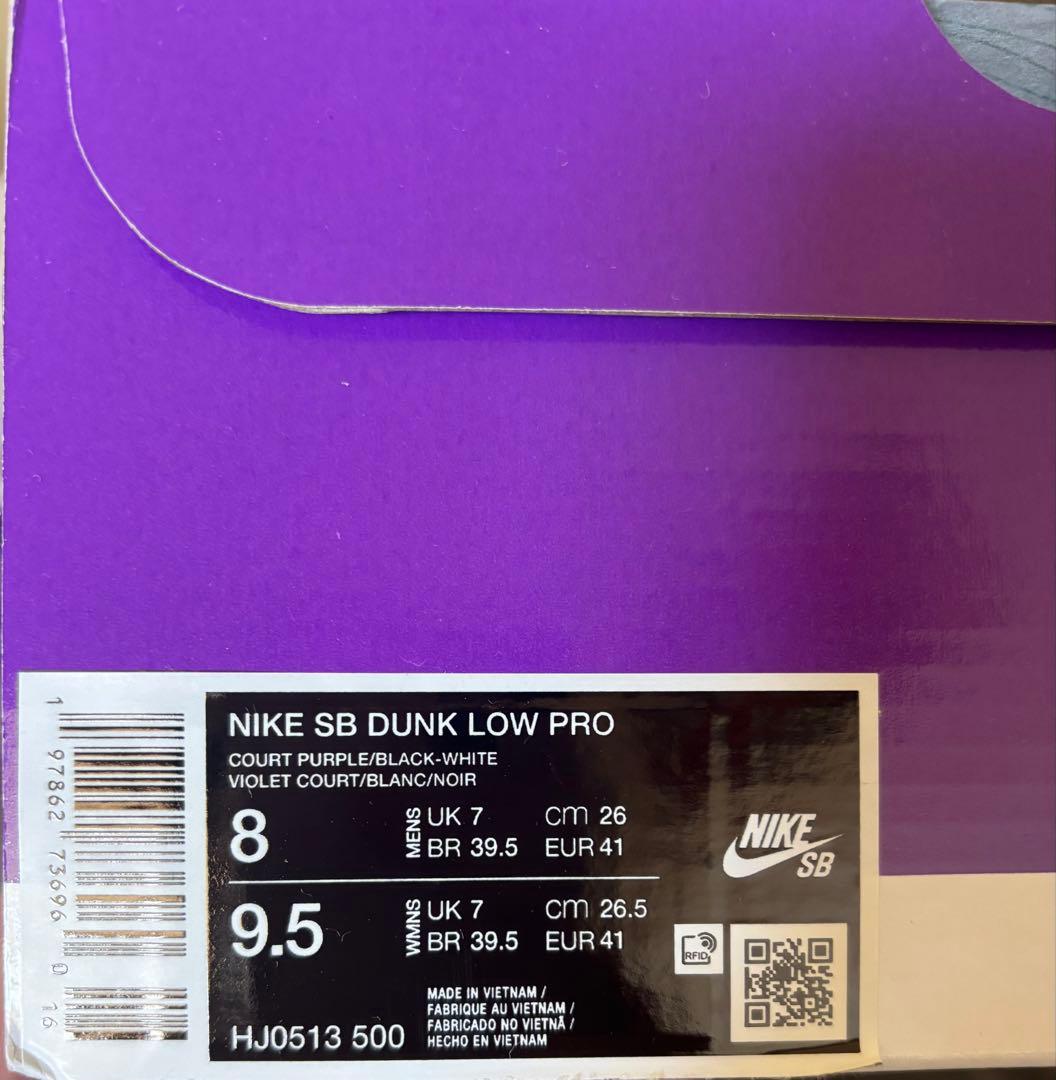 NIKE SB DUNK LOW PRO
COURT PURPLE/BLACK-WHITE
VIOLET COURT/BLANC/NOIR
8 MENS UK 7 cm 26
BR 39.5 EUR 41
9.5 WMNS UK 7 cm 26.5
BR 39.5 EUR 41
HJ0513 500
MADE IN VIETNAM /
FABRIQUE AU VIETNAM /
FABRICADO NO VIETNÃ /
HECHO EN VIETNAM
NIKE
SB
RFID
1 97862 73696 0 16